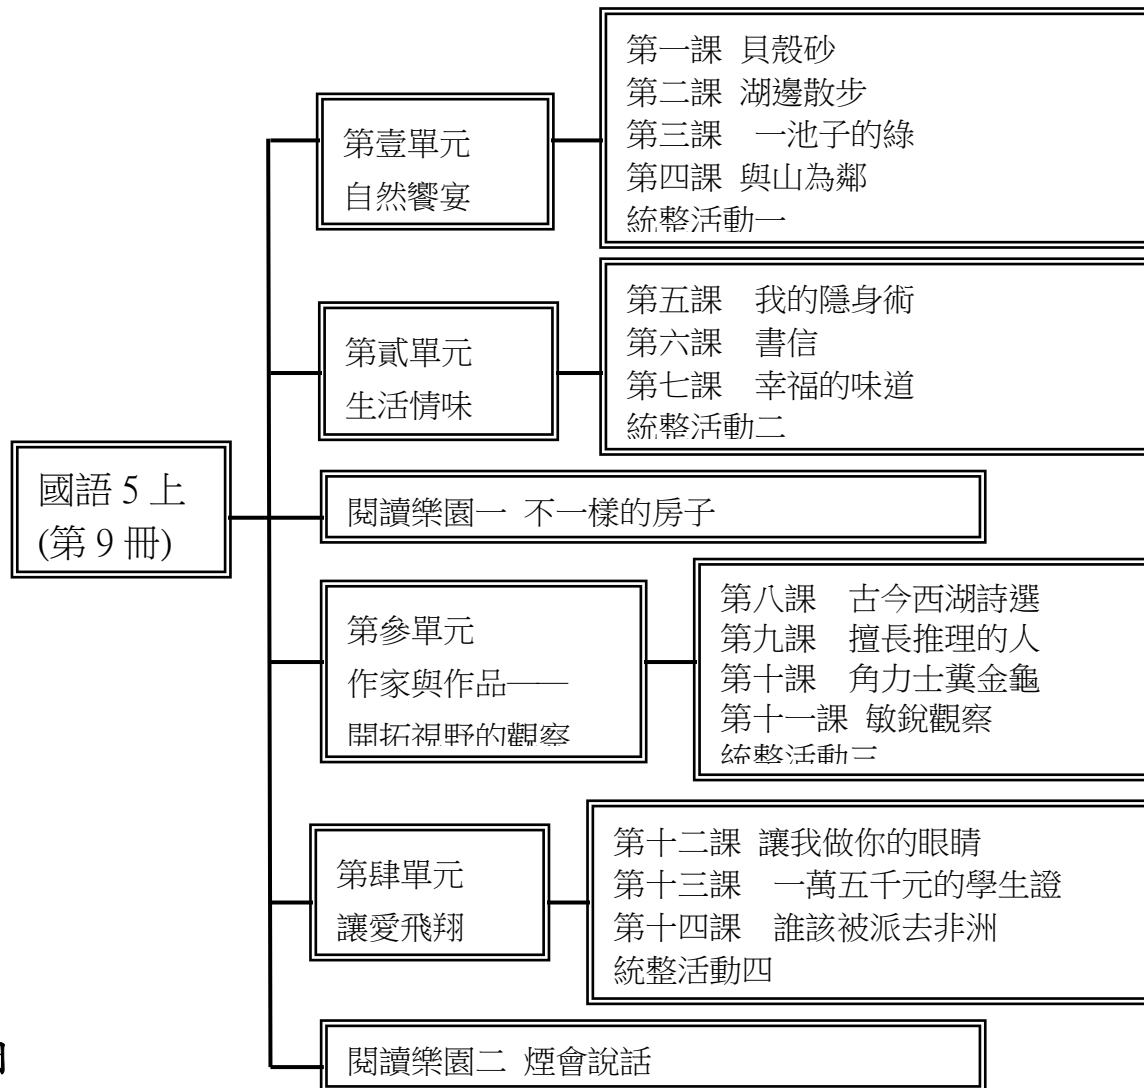 國語 5 上
(第 9 冊)
第壹單元
自然饗宴
第一課 貝殼砂
第二課 湖邊散步
第三課 一池子的綠
第四課 與山為鄰
統整活動一
第貳單元
生活情味
第五課 我的隱身術
第六課 書信
第七課 幸福的味道
統整活動二
閱讀樂園一 不一樣的房子
第參單元
作家與作品——
開拓視野的觀察
第八課 古今西湖詩選
第九課 擅長推理的人
第十課 角力士糞金龜
第十一課 敏銳觀察
統整活動三
第肆單元
讓愛飛翔
第十二課 讓我做你的眼睛
第十三課 一萬五千元的學生證
第十四課 誰該被派去非洲
統整活動四
閱讀樂園二 煙會說話